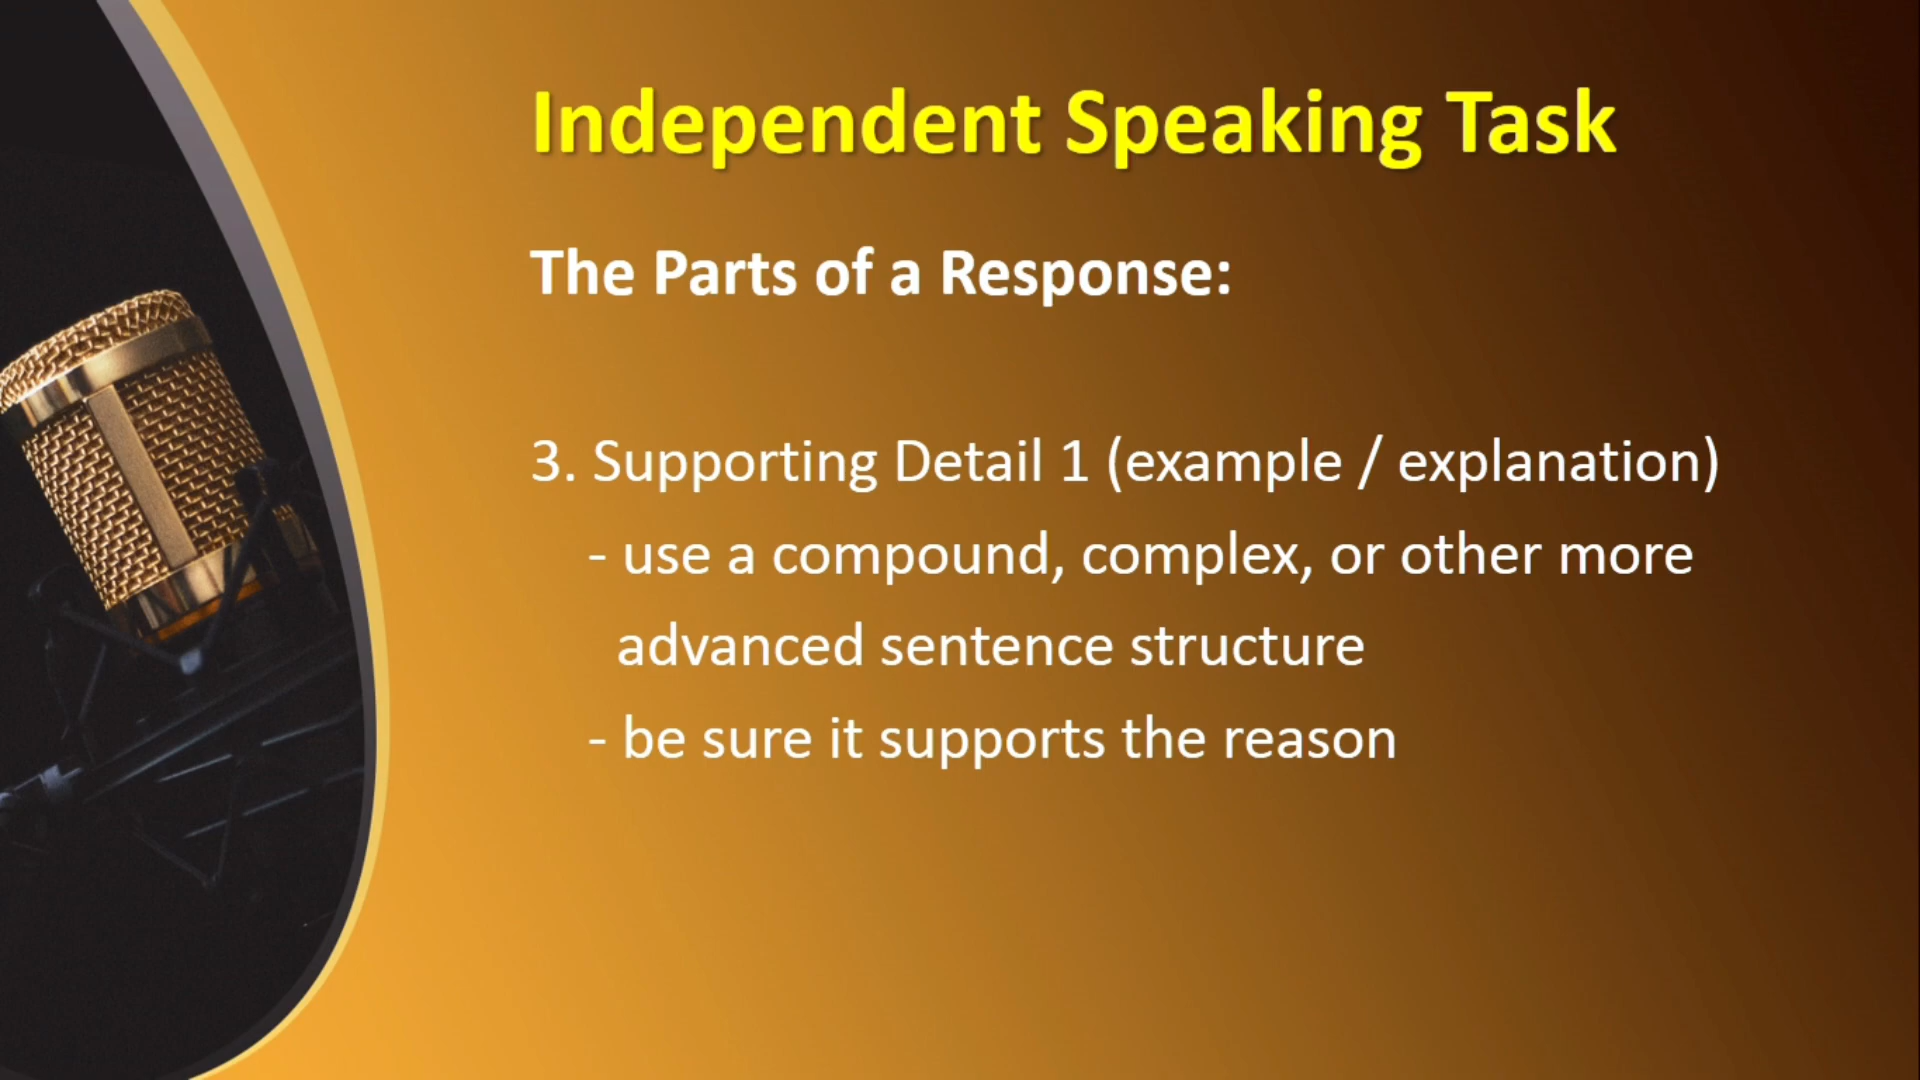 Independent Speaking Task
The Parts of a Response:
3. Supporting Detail 1 (example / explanation)
- use a compound, complex, or other more
advanced sentence structure
- be sure it supports the reason